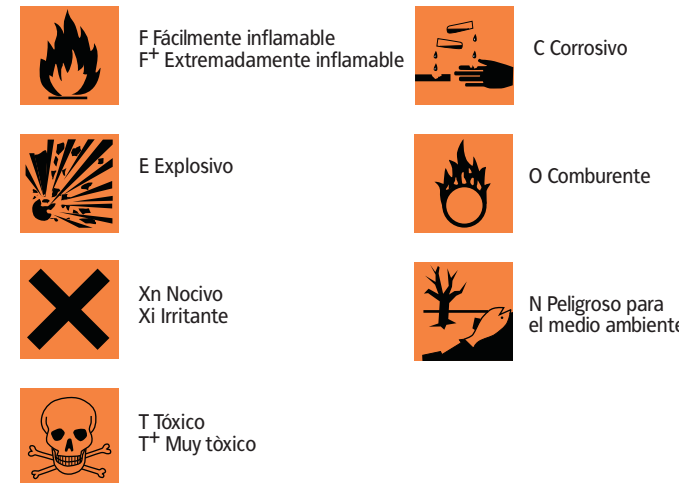 F Fácilmente inflamable
F+ Extremadamente inflamable
C Corrosivo
E Explosivo
O Comburente
Xn Nocivo
Xi Irritante
N Peligroso para
el medio ambiente
T Tóxico
T+ Muy tòxico